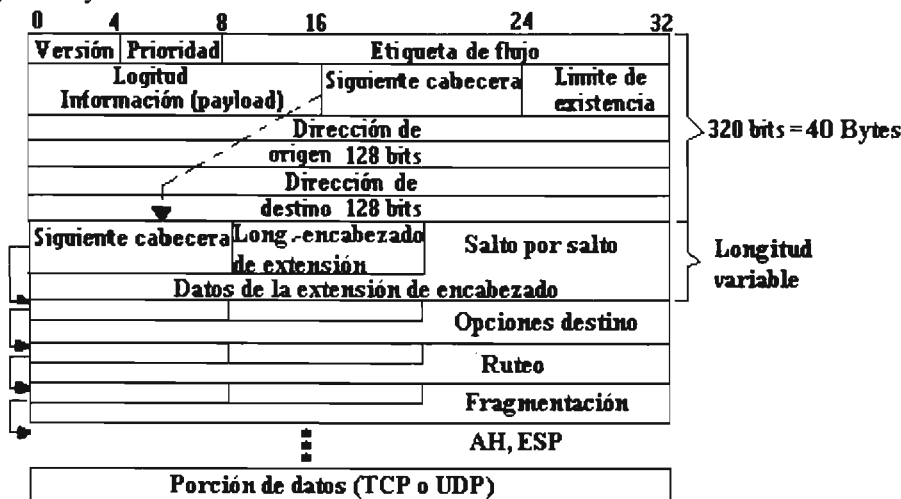 0 4 8 16 24 32
Versión Prioridad Etiqueta de flujo
Logitud Siguiente cabecera Limite de
Información (payload) existencia
320 bits = 40 Bytes
Dirección de
origen 128 bits
Dirección de
destino 128 bits
Siguiente cabecera Long.-encabezado Salto por salto
de extensión
Longitud
variable
Datos de la extensión de encabezado
Opciones destino
Ruteo
Fragmentación
AH, ESP
Porción de datos (TCP o UDP)